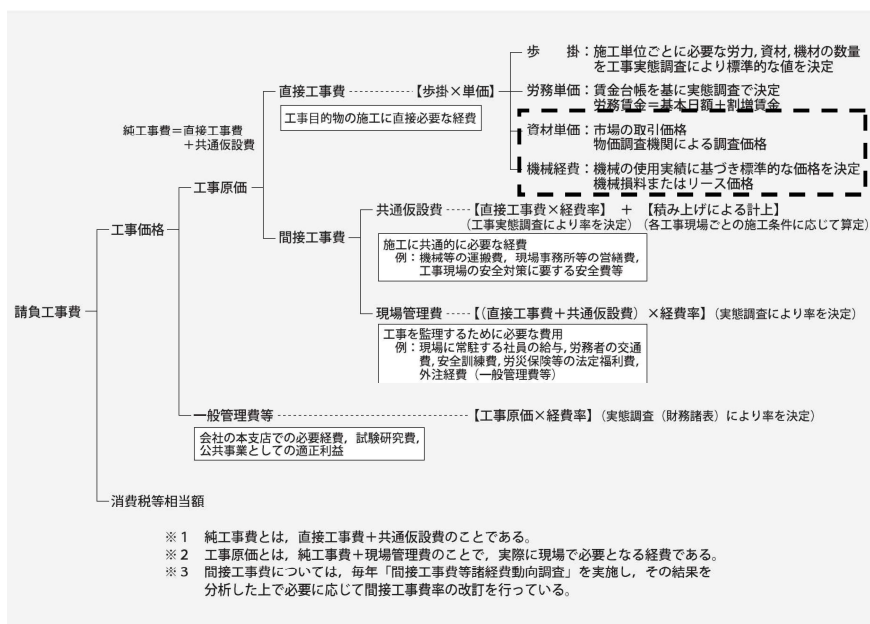 歩　　掛：施工単位ごとに必要な労力，資材，機材の数量
を工事実態調査により標準的な値を決定
直接工事費
【歩掛×単価】
労務単価：賃金台帳を基に実態調査で決定
労務賃金＝基本日額＋割増賃金
工事目的物の施工に直接必要な経費
純工事費＝直接工事費
＋共通仮設費
資材単価：市場の取引価格
物価調査機関による調査価格
機械経費：機械の使用実績に基づき標準的な価格を決定
機械損料またはリース価格
工事原価
共通仮設費
【直接工事費×経費率】　＋　【積み上げによる計上】
（工事実態調査により率を決定）（各工事現場ごとの施工条件に応じて算定）
工事価格
間接工事費
施工に共通的に必要な経費
例：機械等の運搬費，現場事務所等の営繕費，
工事現場の安全対策に要する安全費等
請負工事費
現場管理費
【（直接工事費＋共通仮設費）×経費率】（実態調査により率を決定）
工事を監理するために必要な費用
例：現場に常駐する社員の給与，労務者の交通
費，安全訓練費，労災保険等の法定福利費，
外注経費（一般管理費等）
一般管理費等
【工事原価×経費率】（実態調査（財務諸表）により率を決定）
会社の本支店での必要経費，試験研究費，
公共事業としての適正利益
消費税等相当額
※１　純工事費とは，直接工事費＋共通仮設費のことである。
※２　工事原価とは，純工事費＋現場管理費のことで，実際に現場で必要となる経費である。
※３　間接工事費については，毎年「間接工事費等諸経費動向調査」を実施し，その結果を
分析した上で必要に応じて間接工事費率の改訂を行っている。